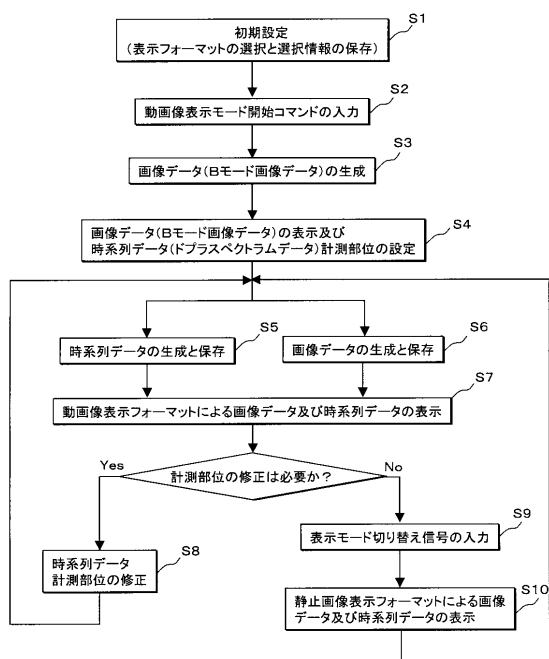 S1
初期設定
(表示フォーマットの選択と選択情報の保存)
S2
動画像表示モード開始コマンドの入力
S3
画像データ(Bモード画像データ)の生成
S4
画像データ(Bモード画像データ)の表示及び
時系列データ(ドプラスペクトラムデータ)計測部位の設定
S5
時系列データの生成と保存
S6
画像データの生成と保存
S7
動画像表示フォーマットによる画像データ及び時系列データの表示
Yes
計測部位の修正は必要か?
No
S8
時系列データ
計測部位の修正
S9
表示モード切り替え信号の入力
S10
静止画像表示フォーマットによる画像
データ及び時系列データの表示